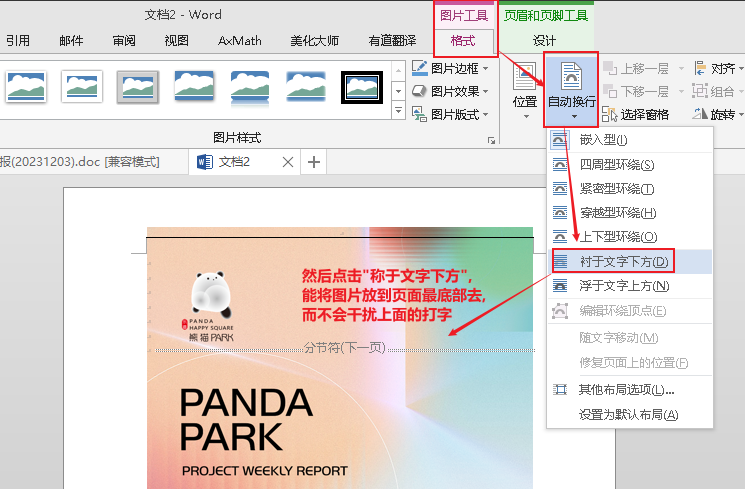 文档2 - Word
图片工具
页眉和页脚工具
引用 邮件 审阅 视图 AxMath 美化大师 有道翻译 格式 设计
图片边框
图片效果
图片版式
图片样式
位置
自动换行
上移一层
下移一层
选择窗格
对齐
组合
旋转
报(20231203).doc [兼容模式]
文档2
嵌入型(I)
四周型环绕(S)
紧密型环绕(T)
穿越型环绕(H)
上下型环绕(O)
衬于文字下方(D)
浮于文字上方(N)
编辑环绕顶点(E)
随文字移动(M)
修复页面上的位置(F)
其他布局选项(L)...
设置为默认布局(A)
然后点击"称于文字下方",
能将图片放到页面最底部去,
而不会干扰上面的打字
PANDA
HAPPY SQUARE
熊猫PARK
分节符(下一页)
PANDA
PARK
PROJECT WEEKLY REPORT